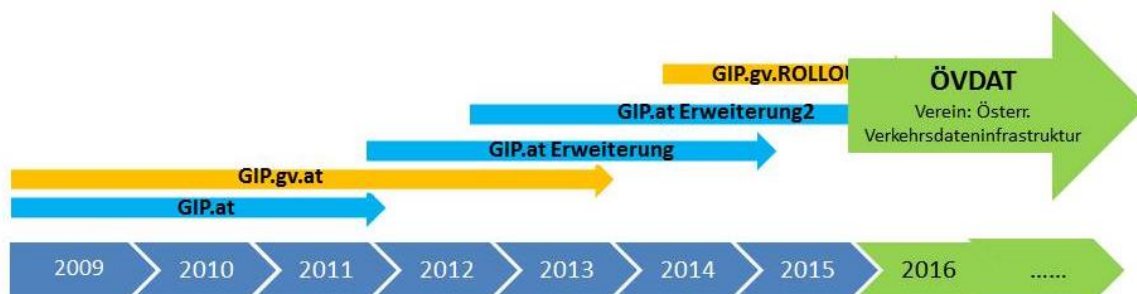 GIP.gv.ROLLOU
ÖVDAT
Verein: Österr.
Verkehrsdateninfrastruktur
GIP.at Erweiterung2
GIP.at Erweiterung
GIP.gv.at
GIP.at
2009 2010 2011 2012 2013 2014 2015 2016 ......